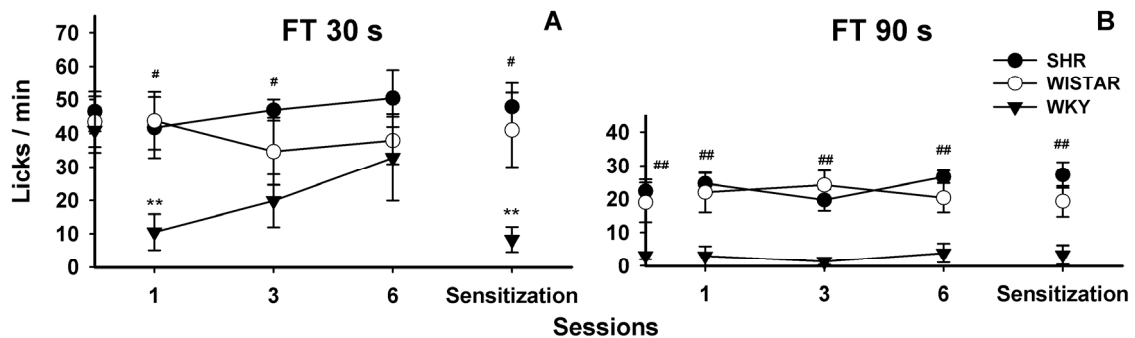 FT 30 s
A
FT 90 s
B
SHR
WISTAR
WKY
Licks / min
70
60
50
40
30
20
10
0
#
#
#
**
**
40
30
20
10
0
##
##
##
##
##
1
3
6
Sensitization
1
3
6
Sensitization
Sessions